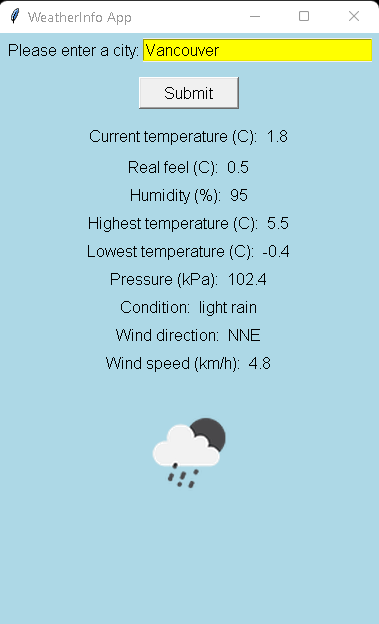 WeatherInfo App
Please enter a city: Vancouver
Submit
Current temperature (C): 1.8
Real feel (C): 0.5
Humidity (%): 95
Highest temperature (C): 5.5
Lowest temperature (C): -0.4
Pressure (kPa): 102.4
Condition: light rain
Wind direction: NNE
Wind speed (km/h): 4.8